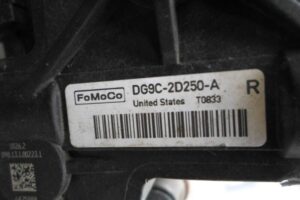 FoMoCo DG9C-2D250-A R
United States T0833